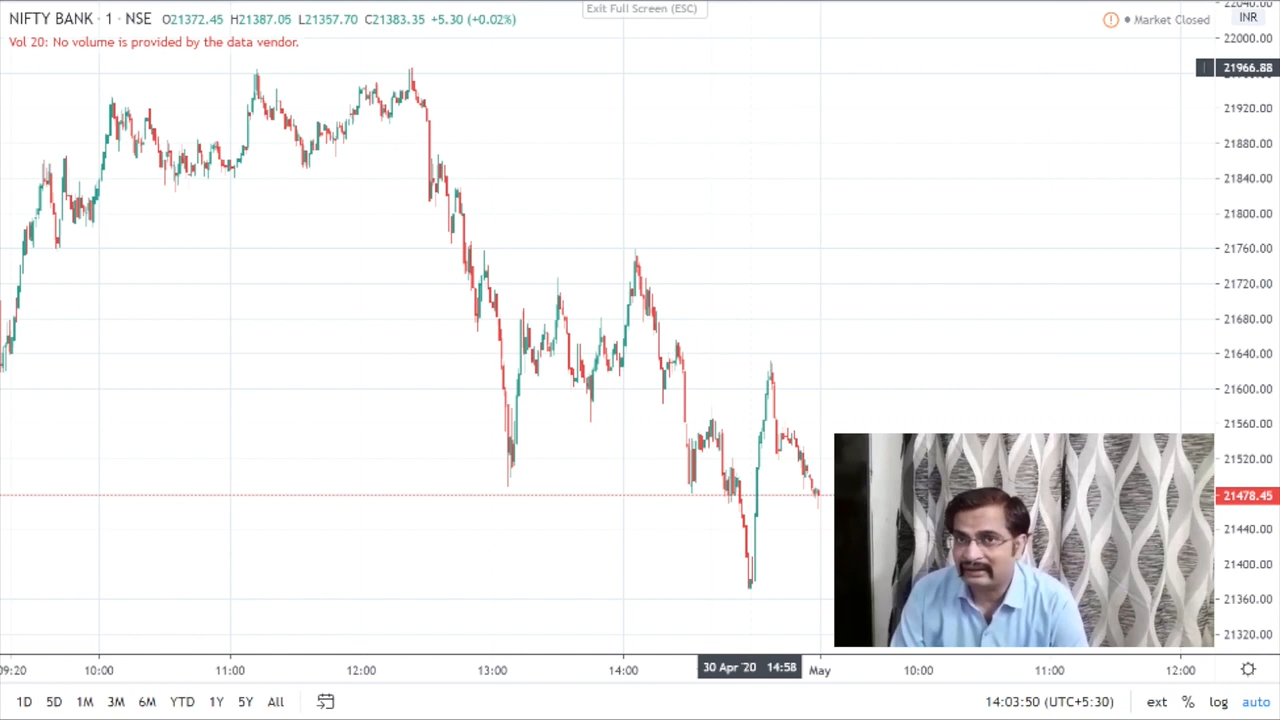 NIFTY BANK · 1 · NSE O21372.45 H21387.05 L21357.70 C21383.35 +5.30 (+0.02%)
Exit Full Screen (ESC)
Market Closed
INR
Vol 20: No volume is provided by the data vendor.
22000.00
21966.88
21920.00
21880.00
21840.00
21800.00
21760.00
21720.00
21680.00
21640.00
21600.00
21560.00
21520.00
21478.45
21440.00
21400.00
21360.00
21320.00
09:20 10:00 11:00 12:00 13:00 14:00 30 Apr '20 14:58 May 10:00 11:00 12:00
1D 5D 1M 3M 6M YTD 1Y 5Y All 14:03:50 (UTC+5:30) ext % log auto